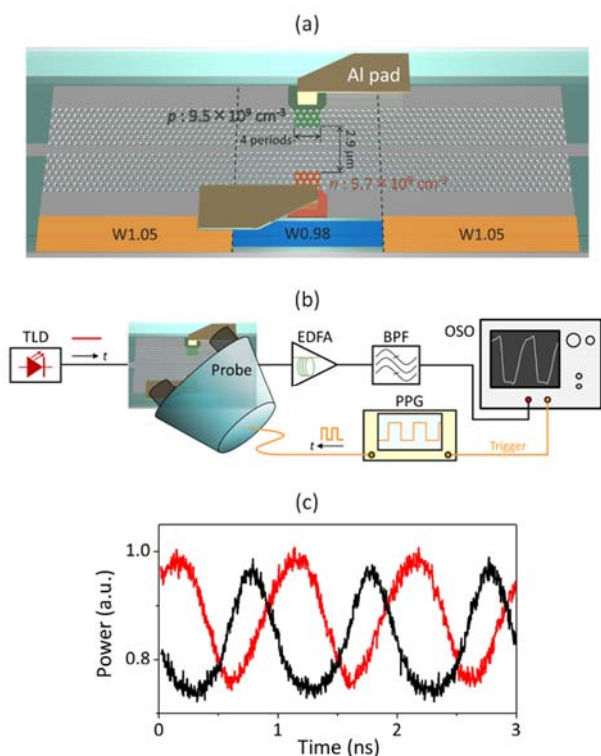 (a)
Al pad
p : 9.5 × 10⁹ cm⁻³
4 periods
2.9 μm
n : 5.7 × 10⁹ cm⁻³
W1.05 W0.98 W1.05
(b)
TLD EDFA BPF OSO
t
Probe
PPG
t
Trigger
(c)
Power (a.u.)
1.0
0.8
0 1 2 3
Time (ns)